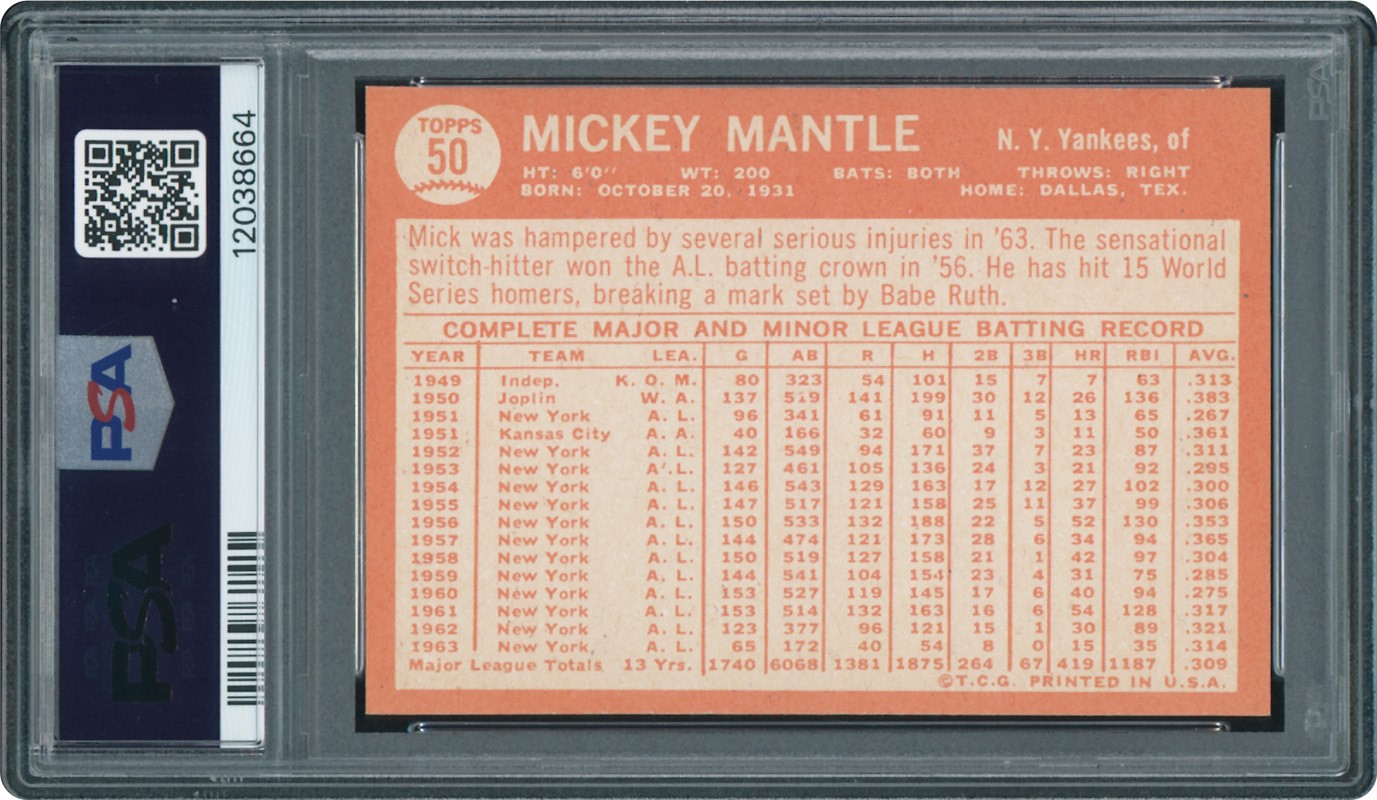 12038664
PSA
PSA
TOPPS
50
MICKEY MANTLE
N. Y. Yankees, of
HT: 6'0" WT: 200 BATS: BOTH THROWS: RIGHT
BORN: OCTOBER 20, 1931 HOME: DALLAS, TEX.
Mick was hampered by several serious injuries in '63. The sensational
switch-hitter won the A.L. batting crown in '56. He has hit 15 World
Series homers, breaking a mark set by Babe Ruth.
COMPLETE MAJOR AND MINOR LEAGUE BATTING RECORD
YEAR TEAM LEA. G AB R H 2B 3B HR RBI AVG.
1949 Indep. K. O. M. 80 323 54 101 15 7 7 63 .313
1950 Joplin W. A. 137 519 141 199 30 12 26 136 .383
1951 New York A. L. 96 341 61 91 11 5 13 65 .267
1951 Kansas City A. A. 40 166 32 60 9 3 11 50 .361
1952 New York A. L. 142 549 94 171 37 7 23 87 .311
1953 New York A. L. 127 461 105 136 24 3 21 92 .295
1954 New York A. L. 146 543 129 163 17 12 27 102 .300
1955 New York A. L. 147 517 121 158 25 11 37 99 .306
1956 New York A. L. 150 533 132 188 22 5 52 130 .353
1957 New York A. L. 144 474 121 173 28 6 34 94 .365
1958 New York A. L. 150 519 127 158 21 1 42 97 .304
1959 New York A. L. 144 541 104 154 23 4 31 75 .285
1960 New York A. L. 153 527 119 145 17 6 40 94 .275
1961 New York A. L. 153 514 132 163 16 6 54 128 .317
1962 New York A. L. 123 377 96 121 15 1 30 89 .321
1963 New York A. L. 65 172 40 54 8 0 15 35 .314
Major League Totals 13 Yrs. 1740 6068 1381 1875 264 67 419 1187 .309
©T.C.G. PRINTED IN U.S.A.
PSA